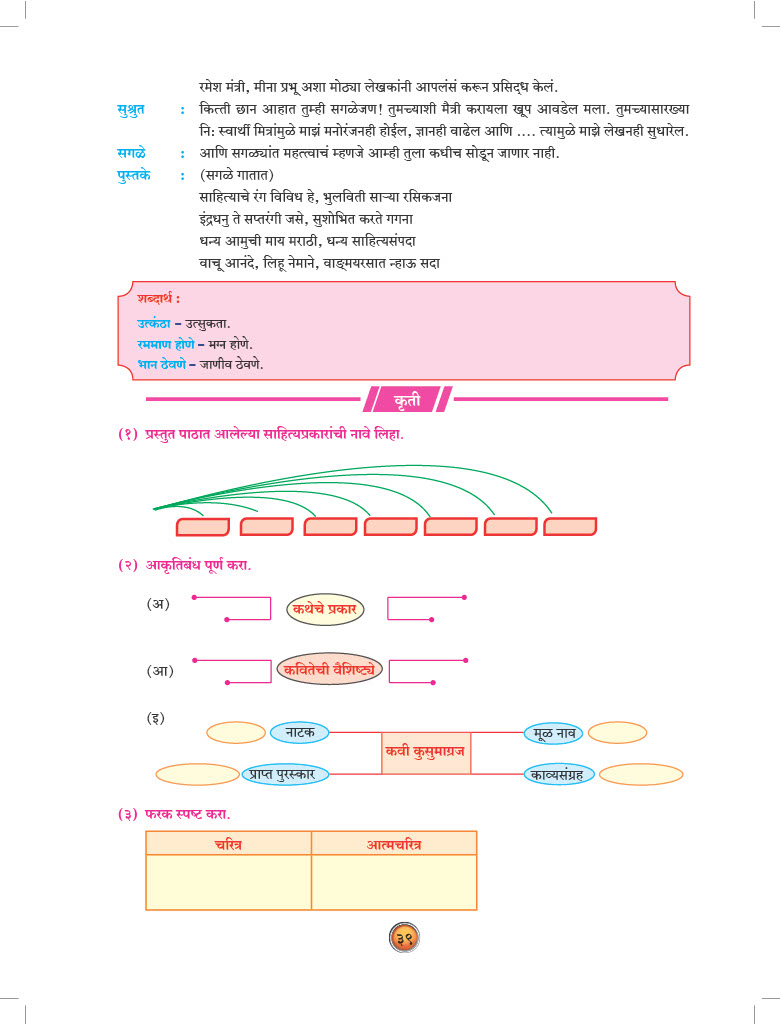 रमेश मंत्री, मीना प्रभू अशा मोठ्या लेखकांनी आपलंसं करून प्रसिद्ध केलं.
सुश्रुत : कित्ती छान आहात तुम्ही सगळेजण! तुमच्याशी मैत्री करायला खूप आवडेल मला. तुमच्यासारख्या
नि: स्वार्थी मित्रांमुळे माझं मनोरंजनही होईल, ज्ञानही वाढेल आणि .... त्यामुळे माझे लेखनही सुधारेल.
सगळे : आणि सगळ्यांत महत्त्वाचं म्हणजे आम्ही तुला कधीच सोडून जाणार नाही.
पुस्तके : (सगळे गातात)
साहित्याचे रंग विविध हे, भुलविती साऱ्या रसिकजना
इंद्रधनु ते सप्तरंगी जसे, सुशोभित करते गगना
धन्य आमुची माय मराठी, धन्य साहित्यसंपदा
वाचू आनंदे, लिहू नेमाने, वाङ्मयरसात न्हाऊ सदा
शब्दार्थ :
उत्कंठा – उत्सुकता.
रममाण होणे – मग्न होणे.
भान ठेवणे – जाणीव ठेवणे.
कृती
(१) प्रस्तुत पाठात आलेल्या साहित्यप्रकारांची नावे लिहा.
(२) आकृतिबंध पूर्ण करा.
(अ) कथेचे प्रकार
(आ) कवितेची वैशिष्ट्ये
(इ)
नाटक मूळ नाव
कवी कुसुमाग्रज
प्राप्त पुरस्कार काव्यसंग्रह
(३) फरक स्पष्ट करा.
चरित्र आत्मचरित्र
३९